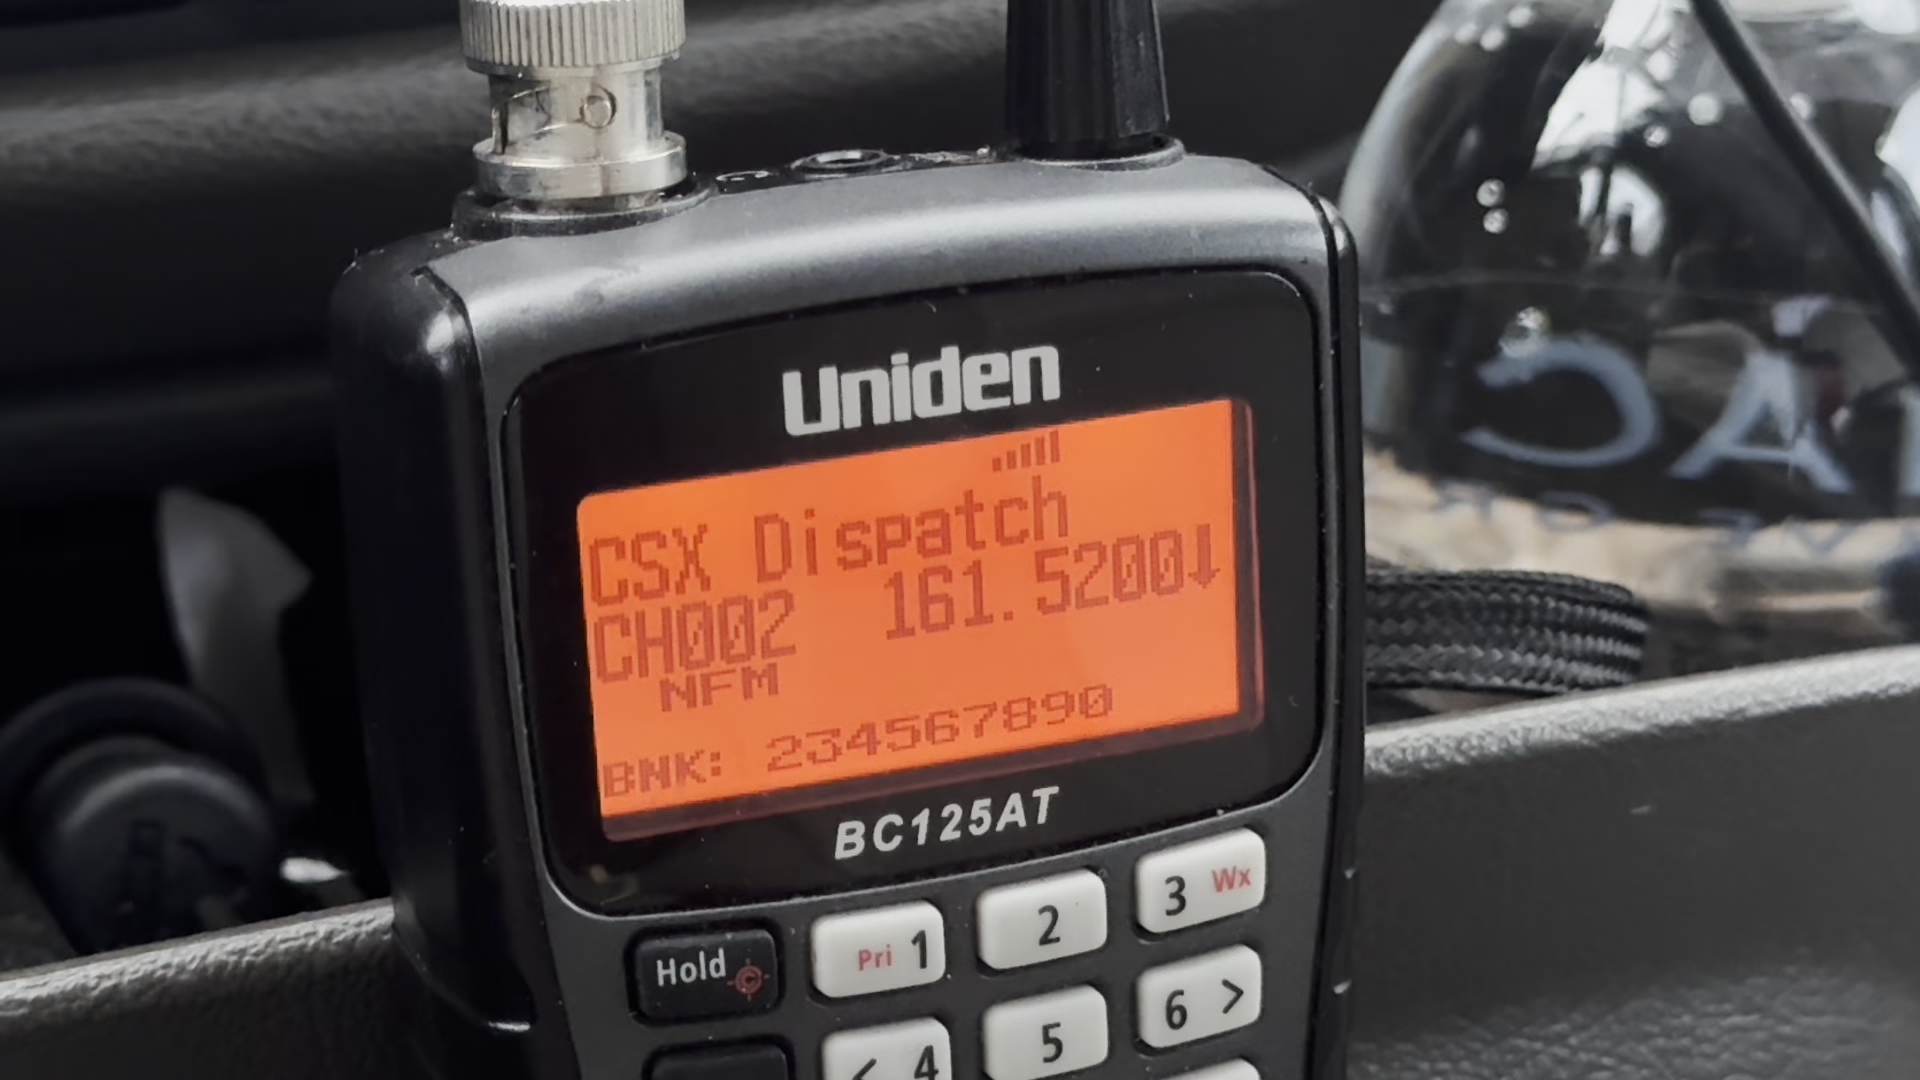 Uniden
CSX Dispatch
CH002 161.5200↓
NFM
BNK: 234567890
BC125AT
Hold
Pri 1
2
3 Wx
< 4
5
6 >